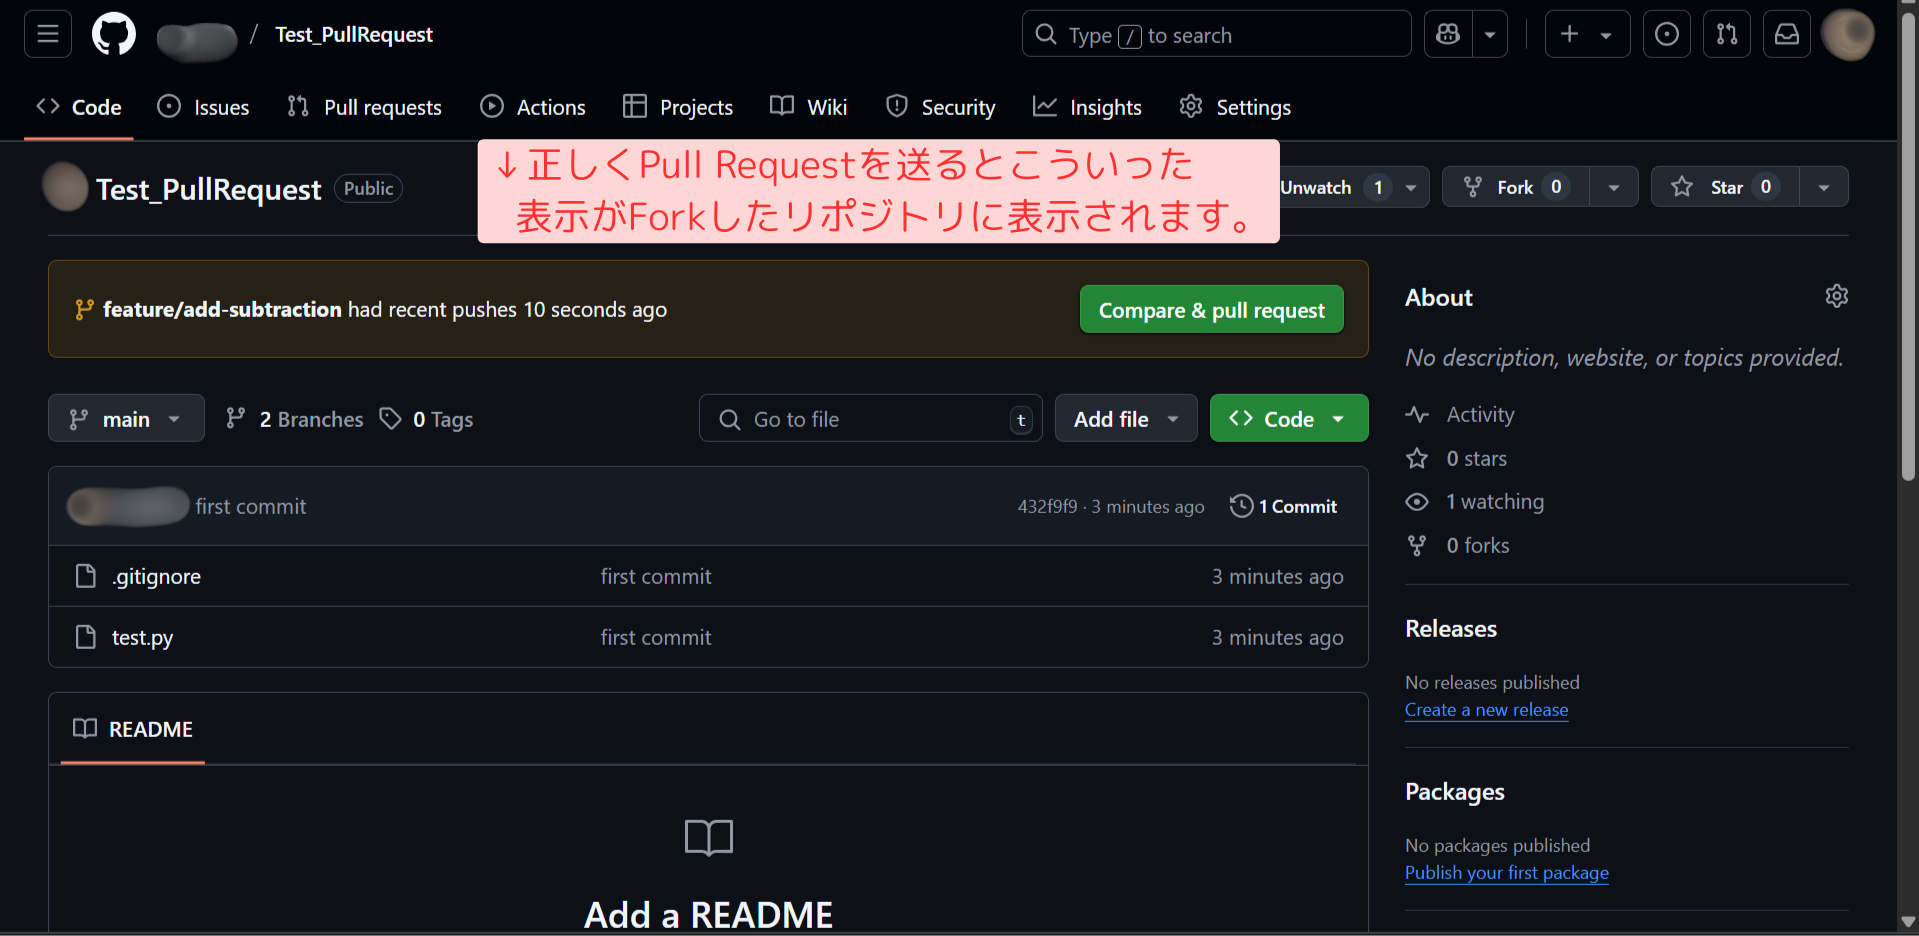 / Test_PullRequest
Type / to search
Code Issues Pull requests Actions Projects Wiki Security Insights Settings
↓正しくPull Requestを送るとこういった
表示がForkしたリポジトリに表示されます。
Test_PullRequest Public
Unwatch 1 Fork 0 Star 0
feature/add-subtraction had recent pushes 10 seconds ago
Compare & pull request
main 2 Branches 0 Tags
Go to file t
Add file
Code
first commit 432f9f9 · 3 minutes ago 1 Commit
.gitignore first commit 3 minutes ago
test.py first commit 3 minutes ago
README
Add a README
About
No description, website, or topics provided.
Activity
0 stars
1 watching
0 forks
Releases
No releases published
Create a new release
Packages
No packages published
Publish your first package